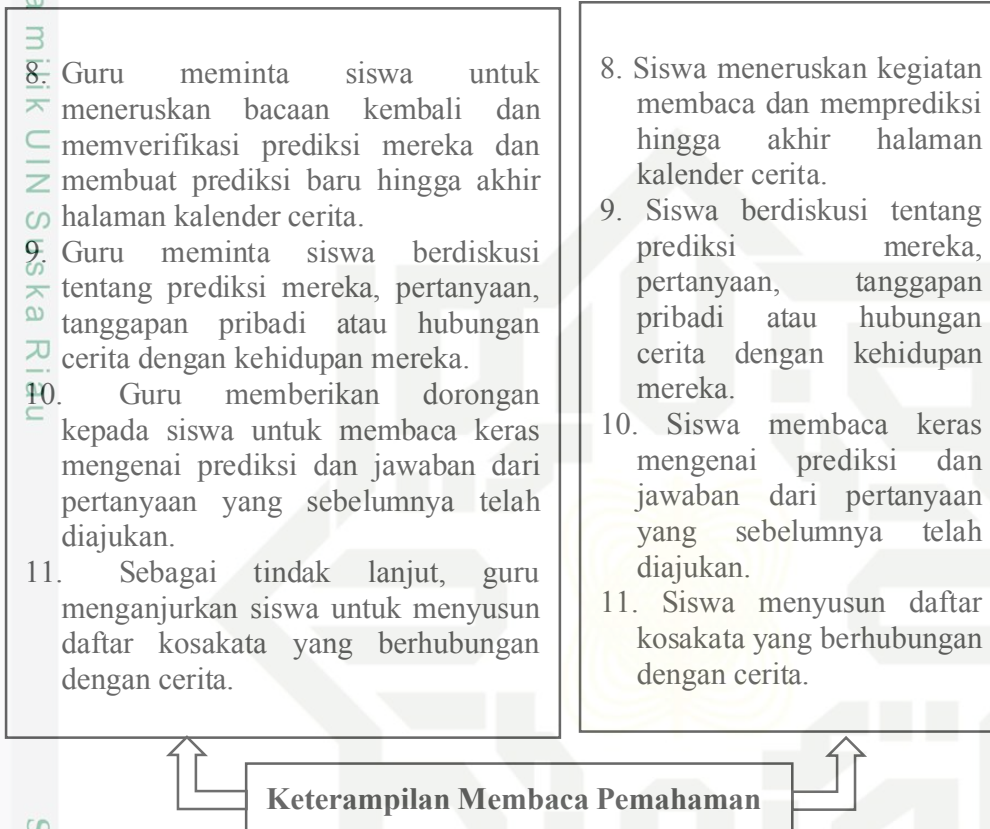 8. Guru meminta siswa untuk
meneruskan bacaan kembali dan
memverifikasi prediksi mereka dan
membuat prediksi baru hingga akhir
halaman kalender cerita.
9. Guru meminta siswa berdiskusi
tentang prediksi mereka, pertanyaan,
tanggapan pribadi atau hubungan
cerita dengan kehidupan mereka.
10. Guru memberikan dorongan
kepada siswa untuk membaca keras
mengenai prediksi dan jawaban dari
pertanyaan yang sebelumnya telah
diajukan.
11. Sebagai tindak lanjut, guru
menganjurkan siswa untuk menyusun
daftar kosakata yang berhubungan
dengan cerita.
8. Siswa meneruskan kegiatan
membaca dan memprediksi
hingga akhir halaman
kalender cerita.
9. Siswa berdiskusi tentang
prediksi mereka,
pertanyaan, tanggapan
pribadi atau hubungan
cerita dengan kehidupan
mereka.
10. Siswa membaca keras
mengenai prediksi dan
jawaban dari pertanyaan
yang sebelumnya telah
diajukan.
11. Siswa menyusun daftar
kosakata yang berhubungan
dengan cerita.
Keterampilan Membaca Pemahaman
milik UIN Suska Riau